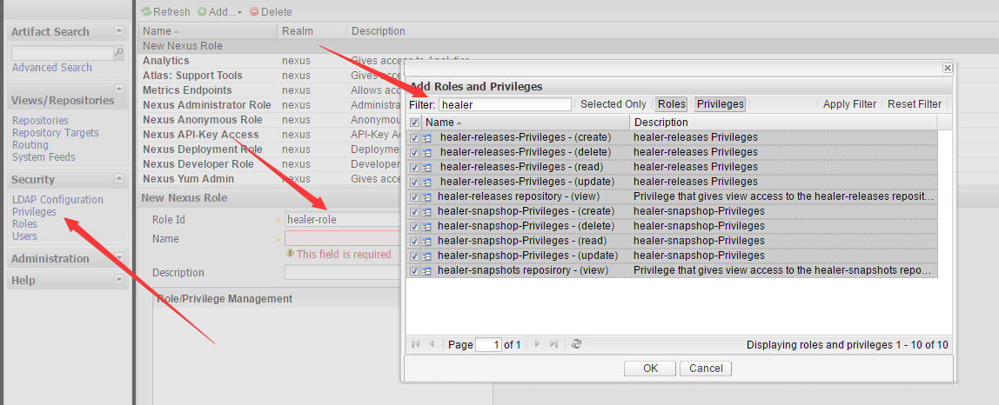 Refresh Add... Delete
Artifact Search
Advanced Search
Views/Repositories
Repositories
Repository Targets
Routing
System Feeds
Security
LDAP Configuration
Privileges
Roles
Users
Administration
Help
Name Realm Description
New Nexus Role
Analytics nexus Gives access to Analytics
Atlas: Support Tools nexus Gives acc
Metrics Endpoints nexus Allows acc
Nexus Administrator Role nexus Administra
Nexus Anonymous Role nexus Anonymou
Nexus API-Key Access nexus API-Key A
Nexus Deployment Role nexus Deployme
Nexus Developer Role nexus Developer
Nexus Yum Admin nexus Gives acce
New Nexus Role
Role Id healer-role
Name
This field is required
Description
Role/Privilege Management
Add Roles and Privileges
Filter: healer Selected Only Roles Privileges Apply Filter Reset Filter
Name Description
healer-releases-Privileges - (create) healer-releases Privileges
healer-releases-Privileges - (delete) healer-releases Privileges
healer-releases-Privileges - (read) healer-releases Privileges
healer-releases-Privileges - (update) healer-releases Privileges
healer-releases repository - (view) Privilege that gives view access to the healer-releases reposit...
healer-snapshop-Privileges - (create) healer-snapshop-Privileges
healer-snapshop-Privileges - (delete) healer-snapshop-Privileges
healer-snapshop-Privileges - (read) healer-snapshop-Privileges
healer-snapshop-Privileges - (update) healer-snapshop-Privileges
healer-snapshots reposirory - (view) Privilege that gives view access to the healer-snapshots repo...
Page 1 of 1 Displaying roles and privileges 1 - 10 of 10
OK Cancel